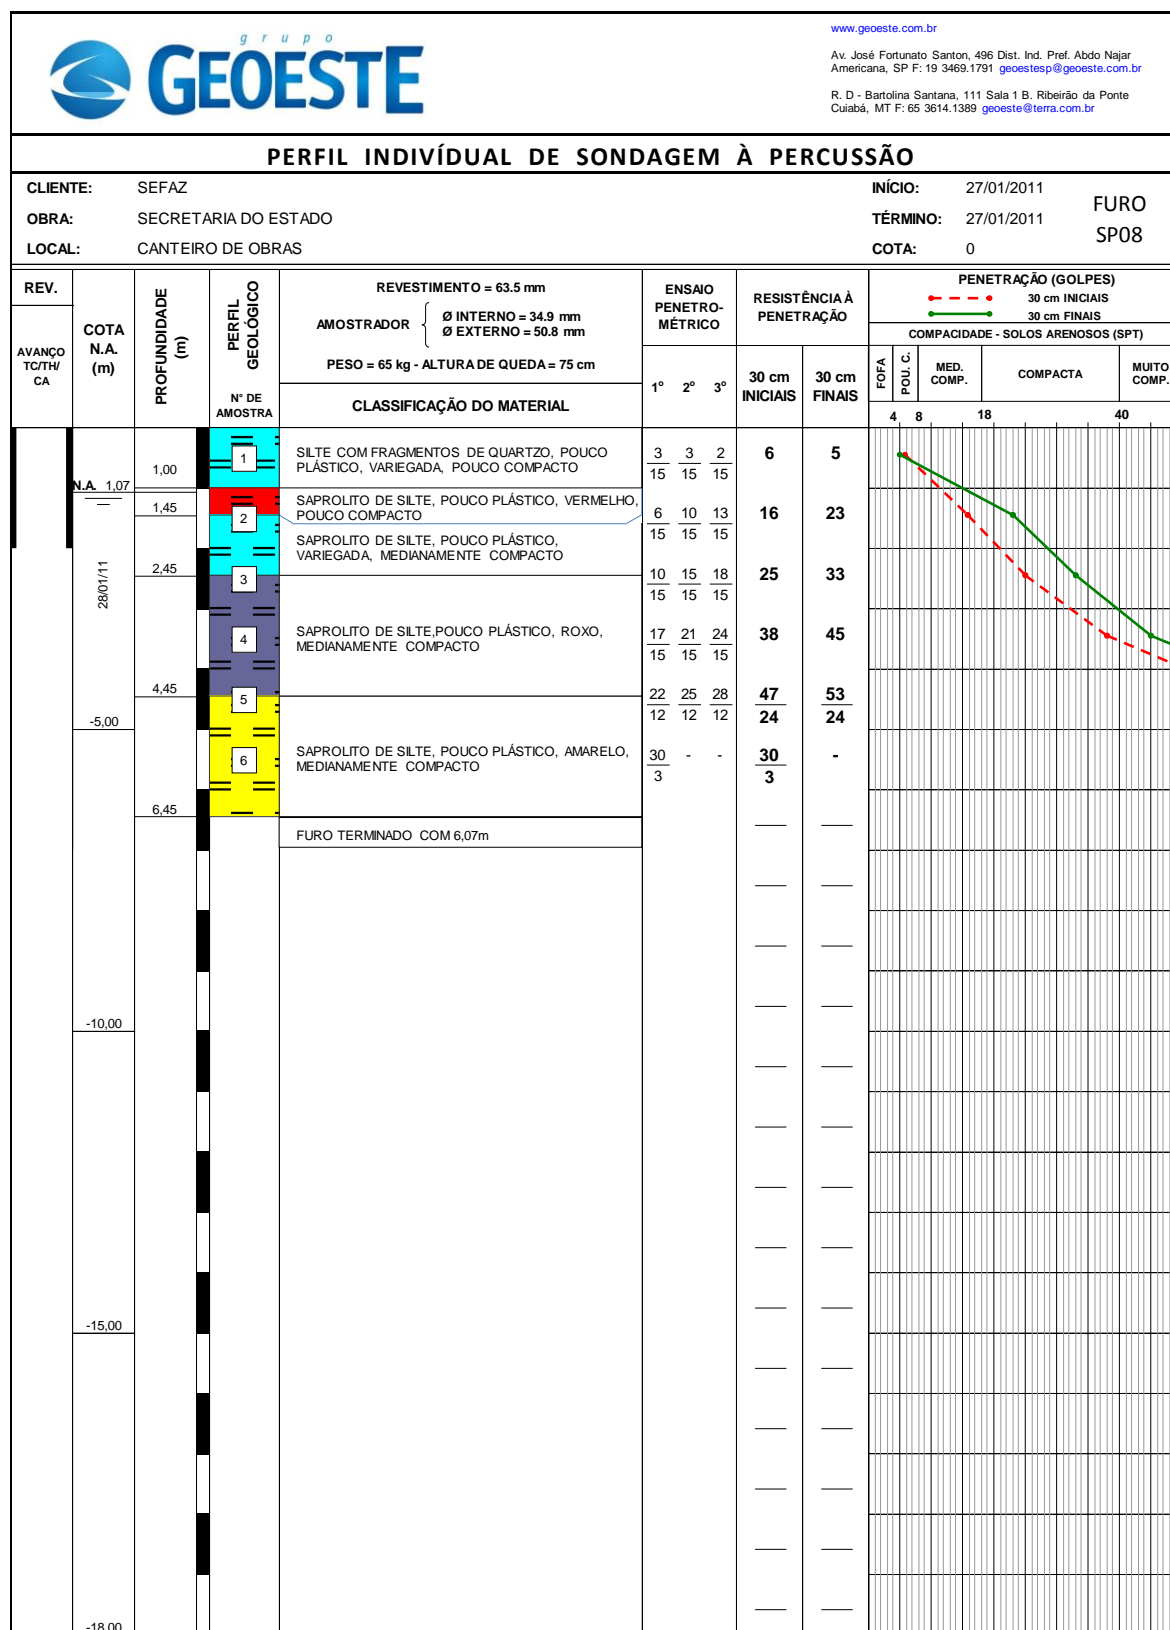 grupo
GEOESTE
www.geoeste.com.br
Av. José Fortunato Santon, 496 Dist. Ind. Pref. Abdo Najar
Americana, SP F: 19 3469.1791 geoestesp@geoeste.com.br
R. D - Bartolina Santana, 111 Sala 1 B. Ribeirão da Ponte
Cuiabá, MT F: 65 3614.1389 geoeste@terra.com.br
PERFIL INDIVÍDUAL DE SONDAGEM À PERCUSSÃO
CLIENTE: SEFAZ
OBRA: SECRETARIA DO ESTADO
LOCAL: CANTEIRO DE OBRAS
INÍCIO: 27/01/2011
TÉRMINO: 27/01/2011
COTA: 0
FURO
SP08
REV.
AVANÇO
TC/TH/
CA
COTA
N.A.
(m)
PROFUNDIDADE
(m)
PERFIL
GEOLÓGICO
N° DE
AMOSTRA
REVESTIMENTO = 63.5 mm
AMOSTRADOR
Ø INTERNO = 34.9 mm
Ø EXTERNO = 50.8 mm
PESO = 65 kg - ALTURA DE QUEDA = 75 cm
CLASSIFICAÇÃO DO MATERIAL
ENSAIO
PENETRO-
MÉTRICO
1° 2° 3°
RESISTÊNCIA À
PENETRAÇÃO
30 cm
INICIAIS
30 cm
FINAIS
PENETRAÇÃO (GOLPES)
30 cm INICIAIS
30 cm FINAIS
COMPACIDADE - SOLOS ARENOSOS (SPT)
FOFA
POU. C.
MED.
COMP.
COMPACTA
MUITO
COMP.
4 8 18 40
1
SILTE COM FRAGMENTOS DE QUARTZO, POUCO
PLÁSTICO, VARIEGADA, POUCO COMPACTO
3 3 2 6 5
15 15 15
1,00
N.A. 1,07
28/01/11
1,45
2
SAPROLITO DE SILTE, POUCO PLÁSTICO, VERMELHO,
POUCO COMPACTO
6 10 13 16 23
15 15 15
SAPROLITO DE SILTE, POUCO PLÁSTICO,
VARIEGADA, MEDIANAMENTE COMPACTO
2,45
3
10 15 18 25 33
15 15 15
4
SAPROLITO DE SILTE,POUCO PLÁSTICO, ROXO,
MEDIANAMENTE COMPACTO
17 21 24 38 45
15 15 15
4,45
5
22 25 28 47 53
12 12 12 24 24
-5,00
6
SAPROLITO DE SILTE, POUCO PLÁSTICO, AMARELO,
MEDIANAMENTE COMPACTO
30 - - 30 -
3 3
6,45
FURO TERMINADO COM 6,07m
-10,00
-15,00
-18,00